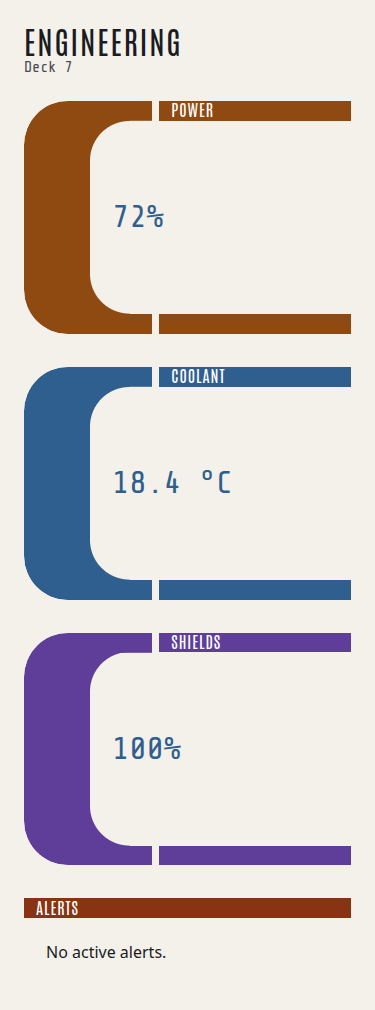 ENGINEERING
Deck 7
POWER
72%
COOLANT
18.4 °C
SHIELDS
100%
ALERTS
No active alerts.